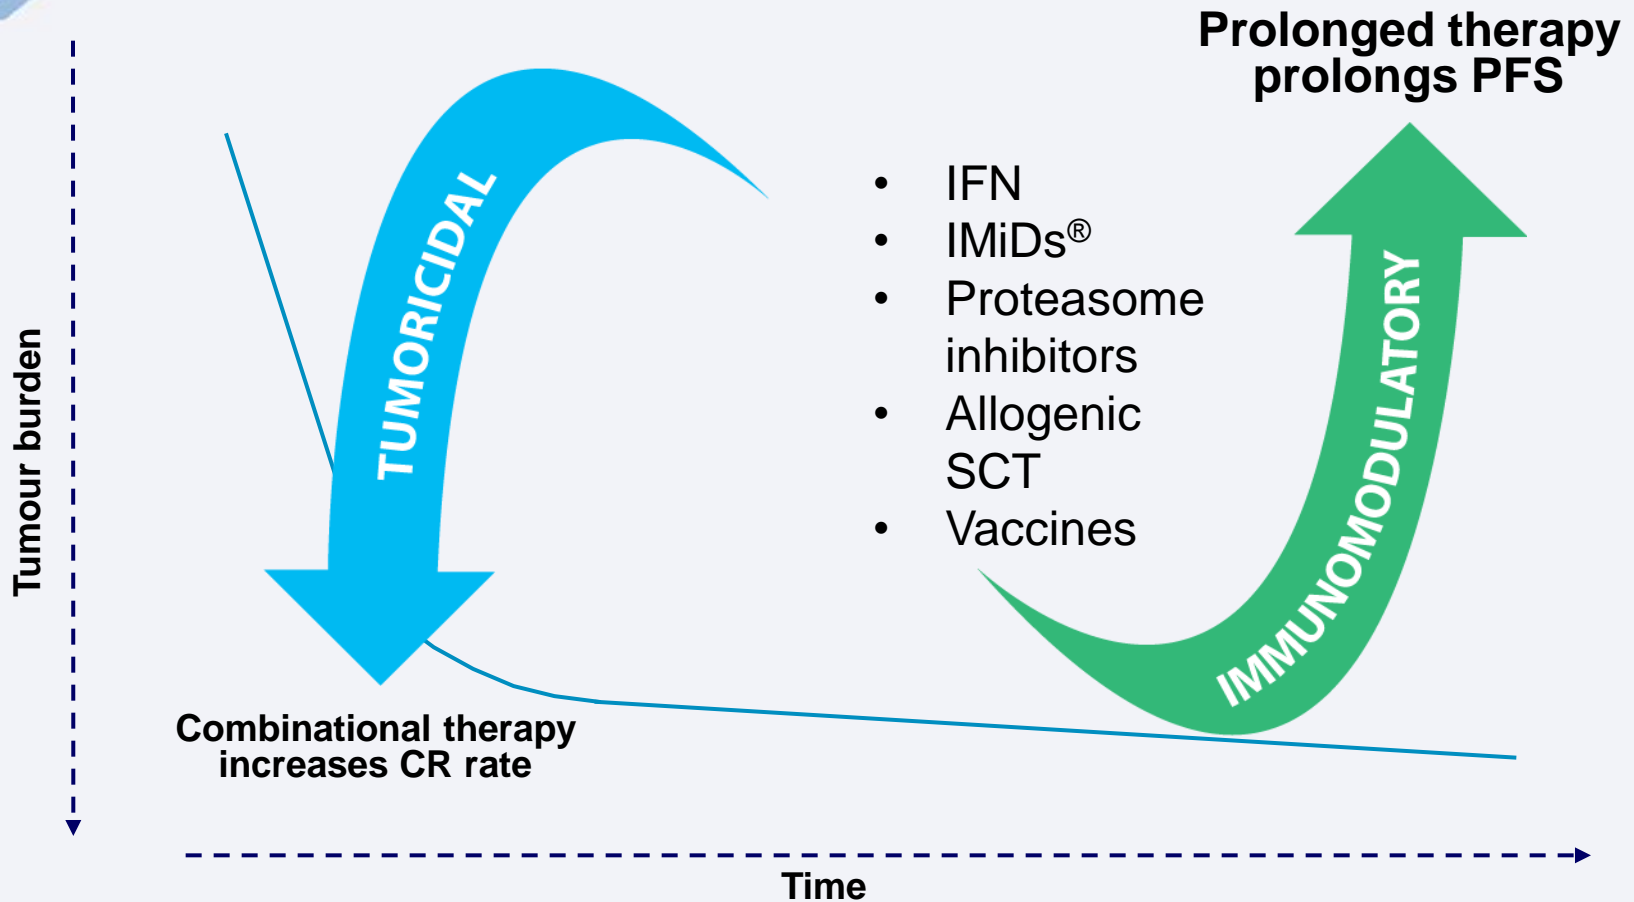 Prolonged therapy
prolongs PFS
TUMORICIDAL
• IFN
• IMiDs®
• Proteasome
inhibitors
• Allogenic
SCT
• Vaccines
IMMUNOMODULATORY
Tumour burden
Combinational therapy
increases CR rate
Time